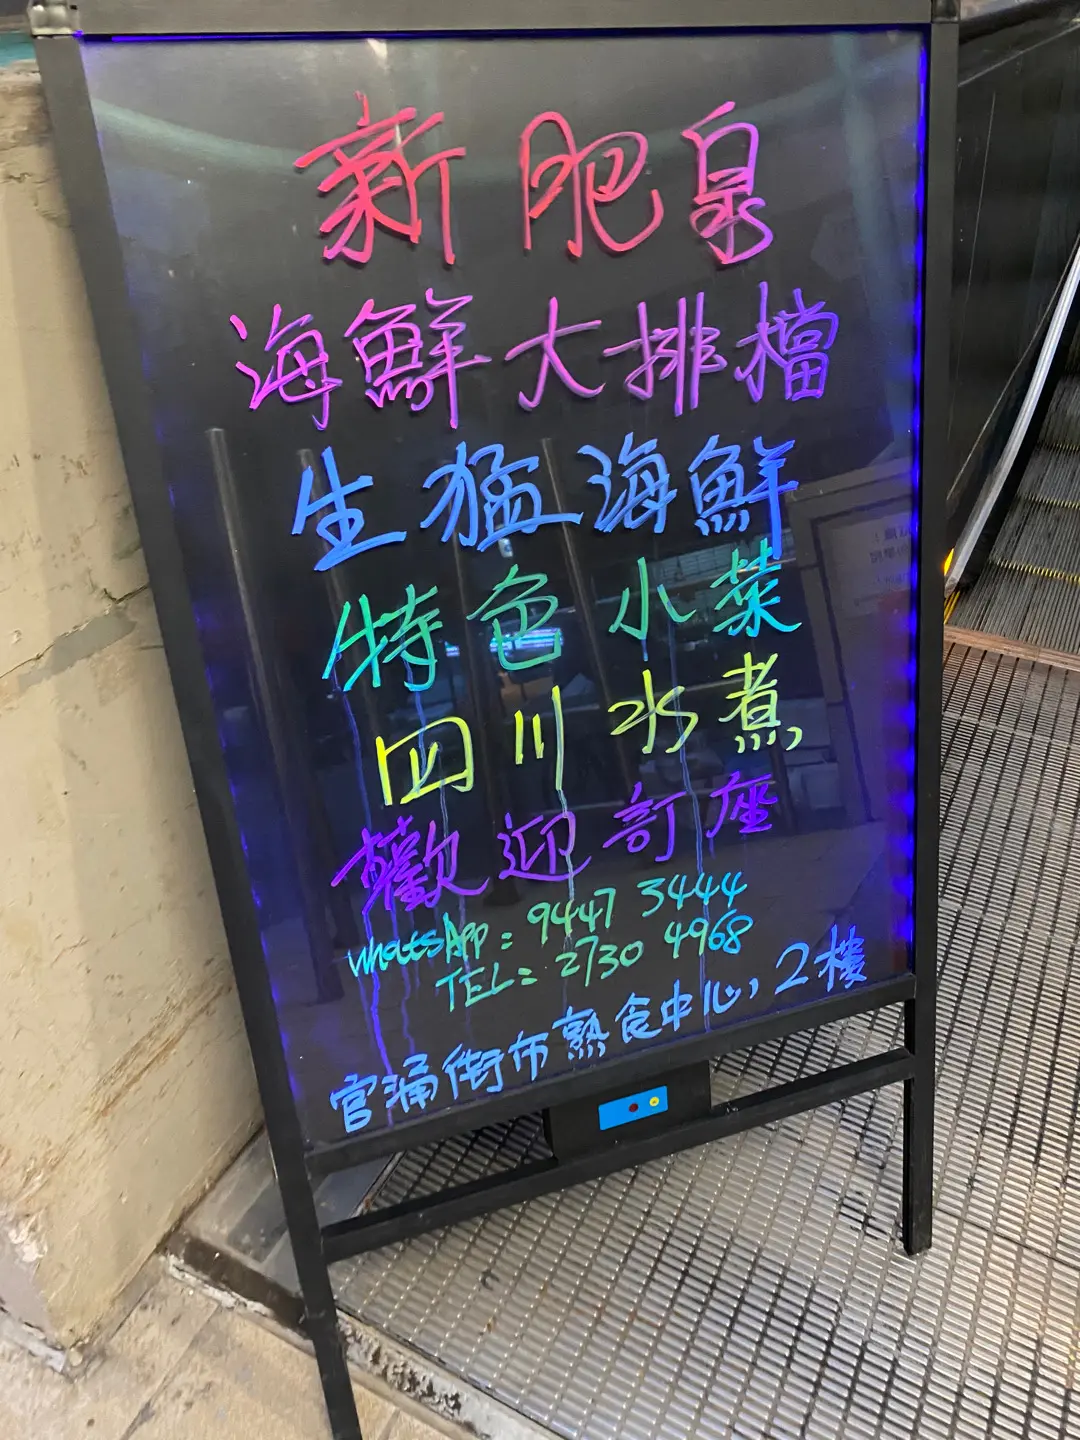 新肥泉
海鮮大排檔
生猛海鮮
特色小菜
四川水煮
歡迎訂座
WhatsApp: 9447 3444
TEL: 2730 4968
官涌街市熟食中心, 2樓